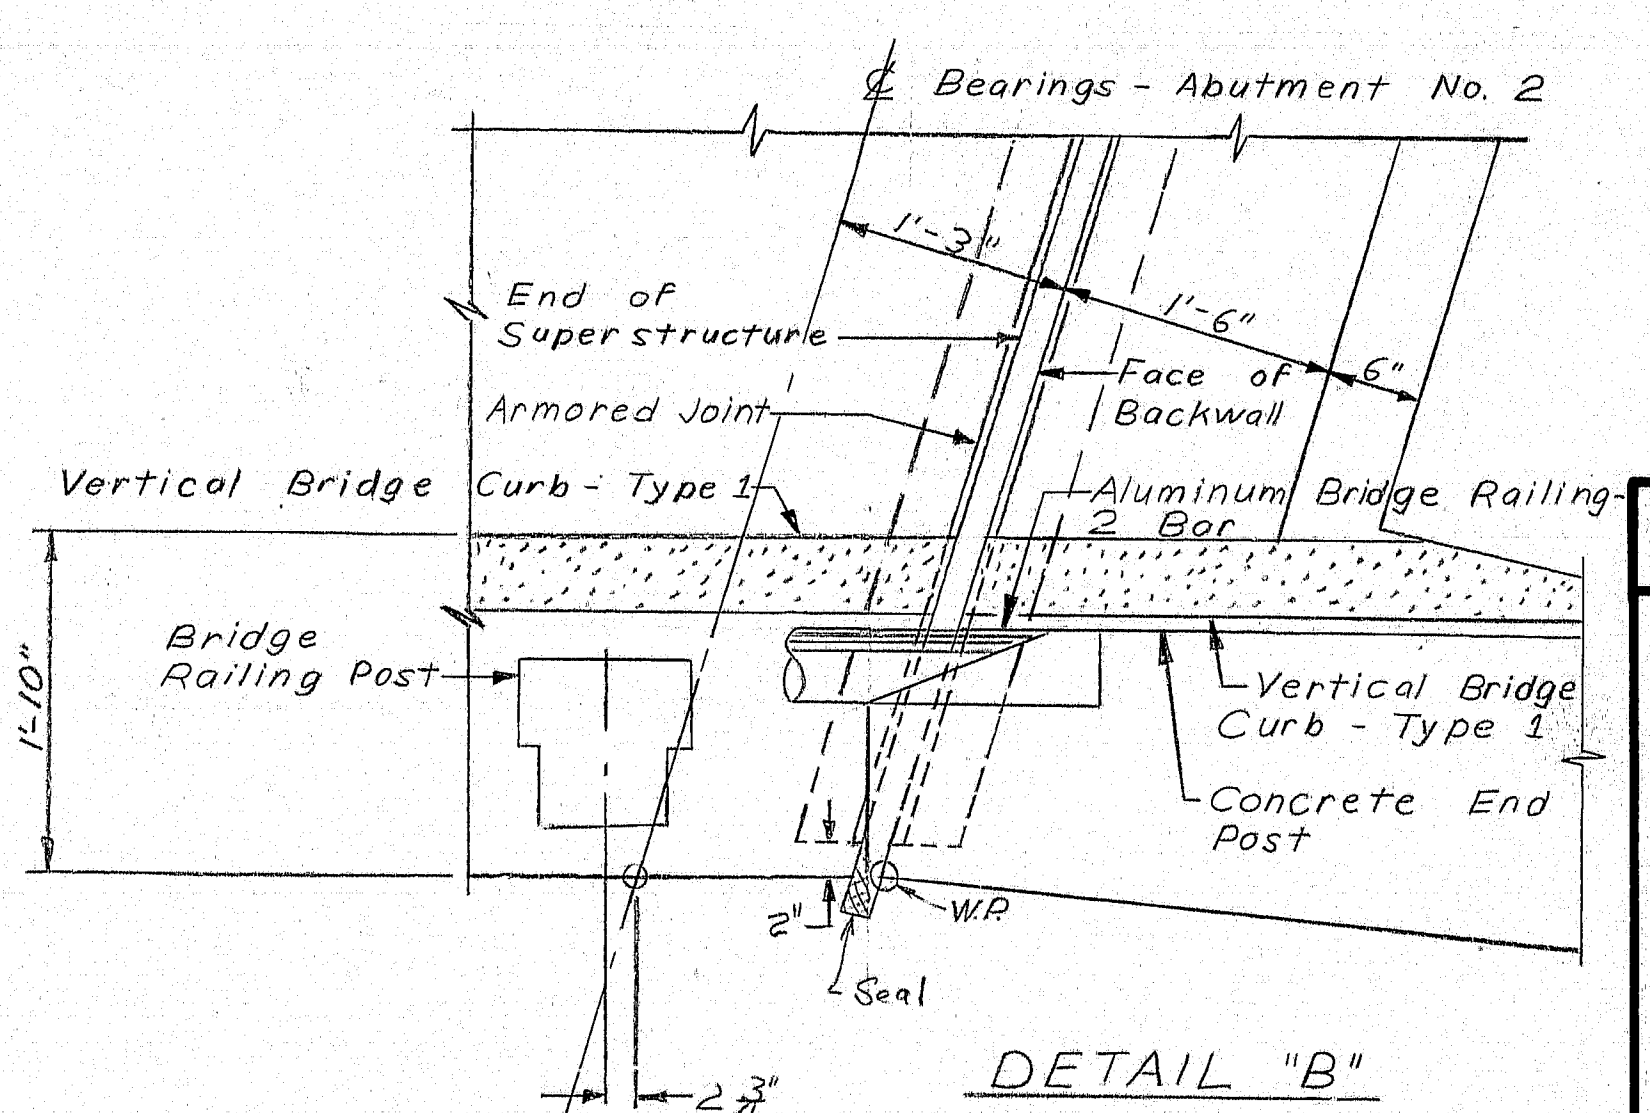 ℄ Bearings - Abutment No. 2
1'-3"
1'-6"
6"
End of
Superstructure
Face of
Backwall
Armored Joint
Vertical Bridge Curb - Type 1
Aluminum Bridge Railing-
2 Bar
Bridge
Railing Post
1'-10"
Vertical Bridge
Curb - Type 1
Concrete End
Post
2"
W.P.
Seal
DETAIL "B"
2 3/4"